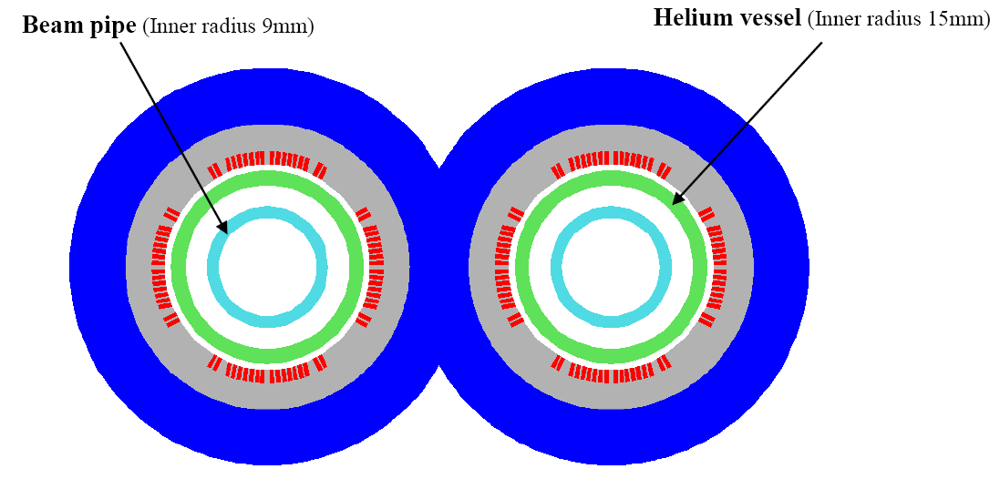 Beam pipe (Inner radius 9mm)
Helium vessel (Inner radius 15mm)